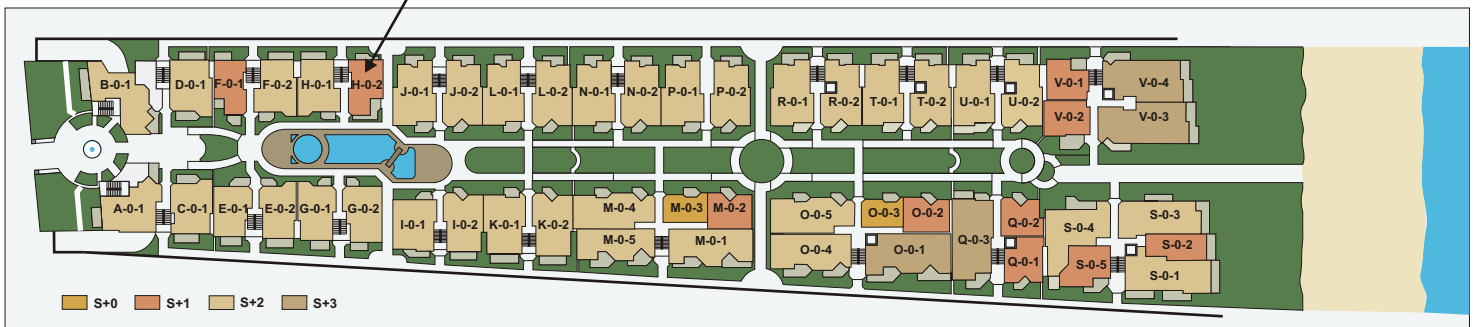 B-0-1 D-0-1 F-0-1 F-0-2 H-0-1 H-0-2 J-0-1 J-0-2 L-0-1 L-0-2 N-0-1 N-0-2 P-0-1 P-0-2 R-0-1 R-0-2 T-0-1 T-0-2 U-0-1 U-0-2 V-0-1 V-0-4
V-0-2 V-0-3
A-0-1 C-0-1 E-0-1 E-0-2 G-0-1 G-0-2 I-0-1 I-0-2 K-0-1 K-0-2 M-0-4 M-0-3 M-0-2 O-0-5 O-0-3 O-0-2 Q-0-3 Q-0-2 S-0-4 S-0-3
M-0-5 M-0-1 O-0-4 O-0-1 Q-0-1 S-0-5 S-0-2
S-0-1
S+0 S+1 S+2 S+3